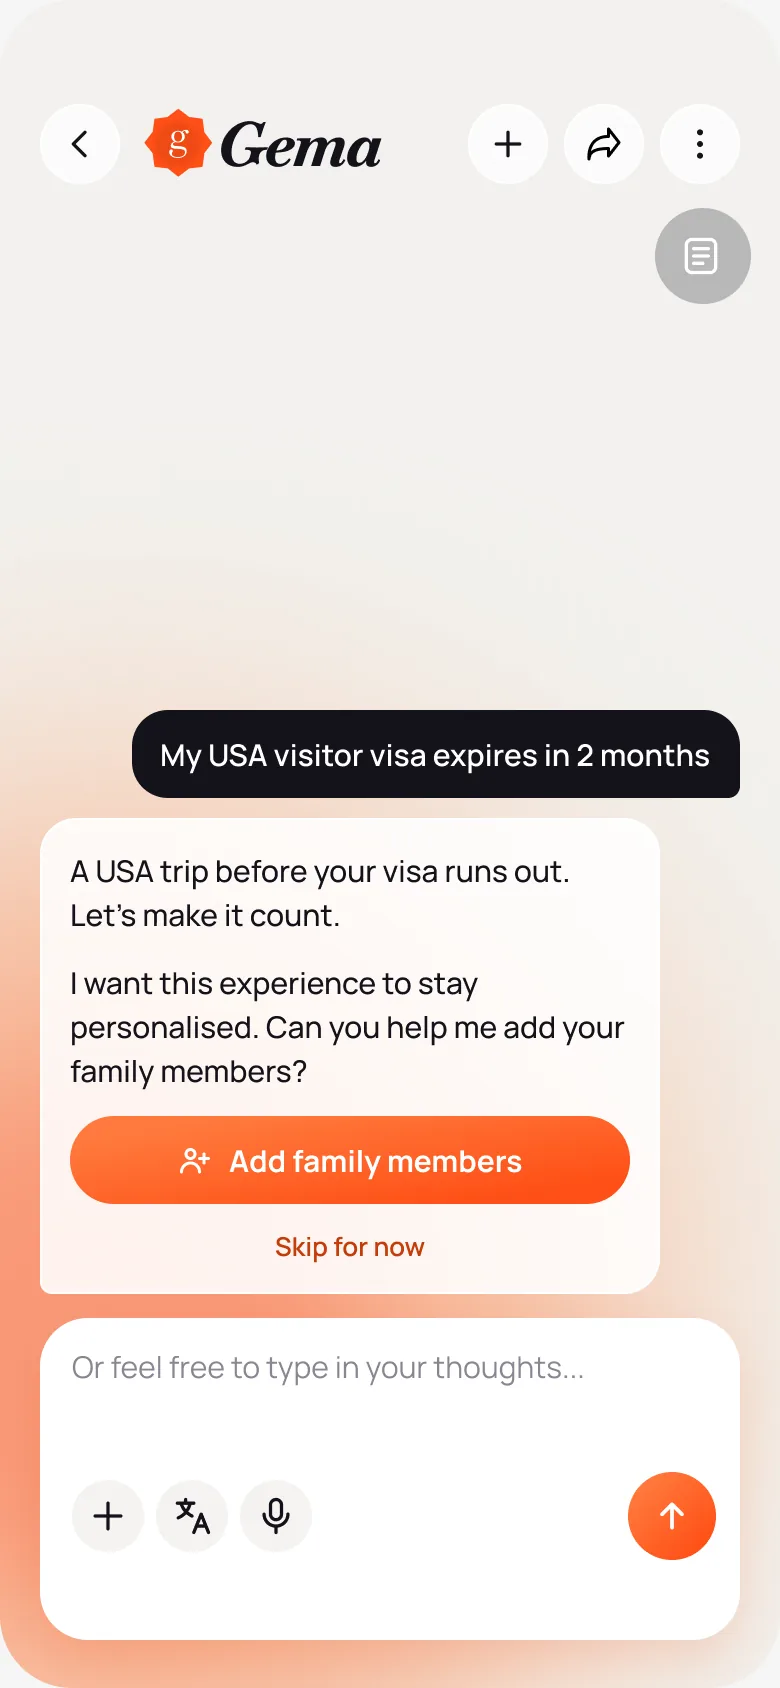 g Gema
My USA visitor visa expires in 2 months
A USA trip before your visa runs out.
Let’s make it count.
I want this experience to stay
personalised. Can you help me add your
family members?
Add family members
Skip for now
Or feel free to type in your thoughts...
文A